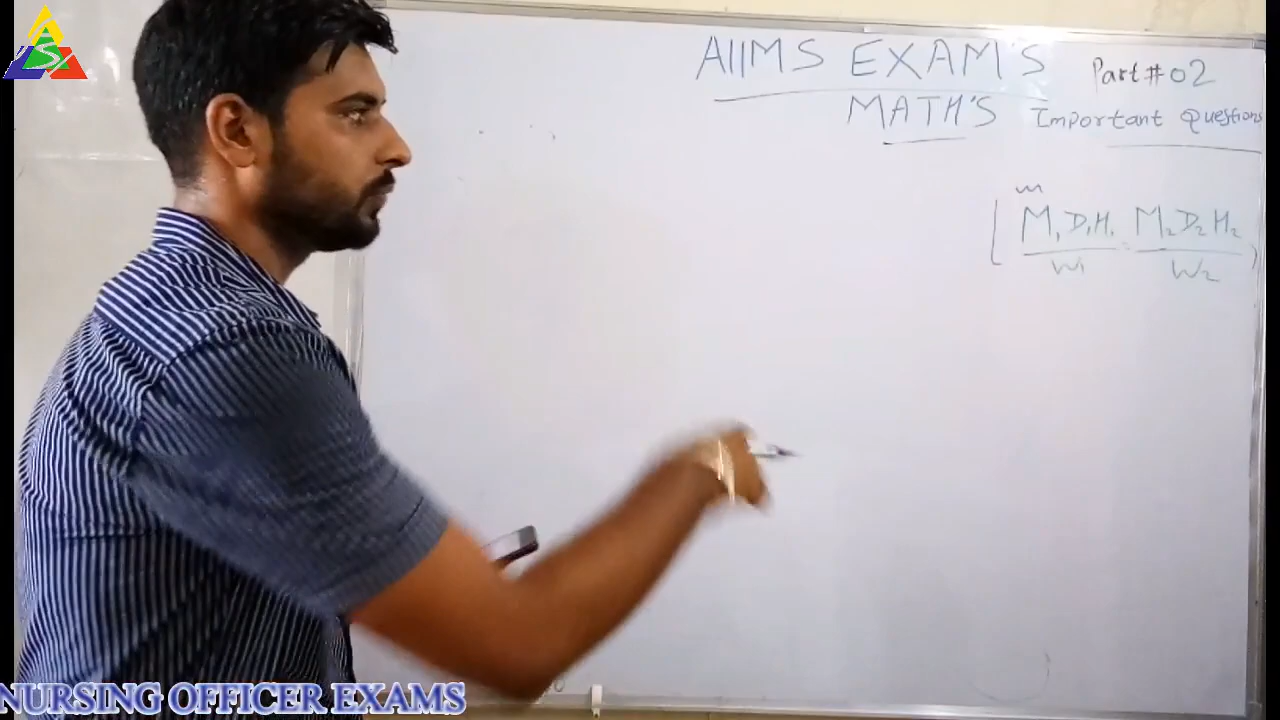 AIIMS EXAM'S
Part # 02
MATH'S Important Questions
M₁D₁H₁ = M₂D₂H₂
W₁ W₂
NURSING OFFICER EXAMS